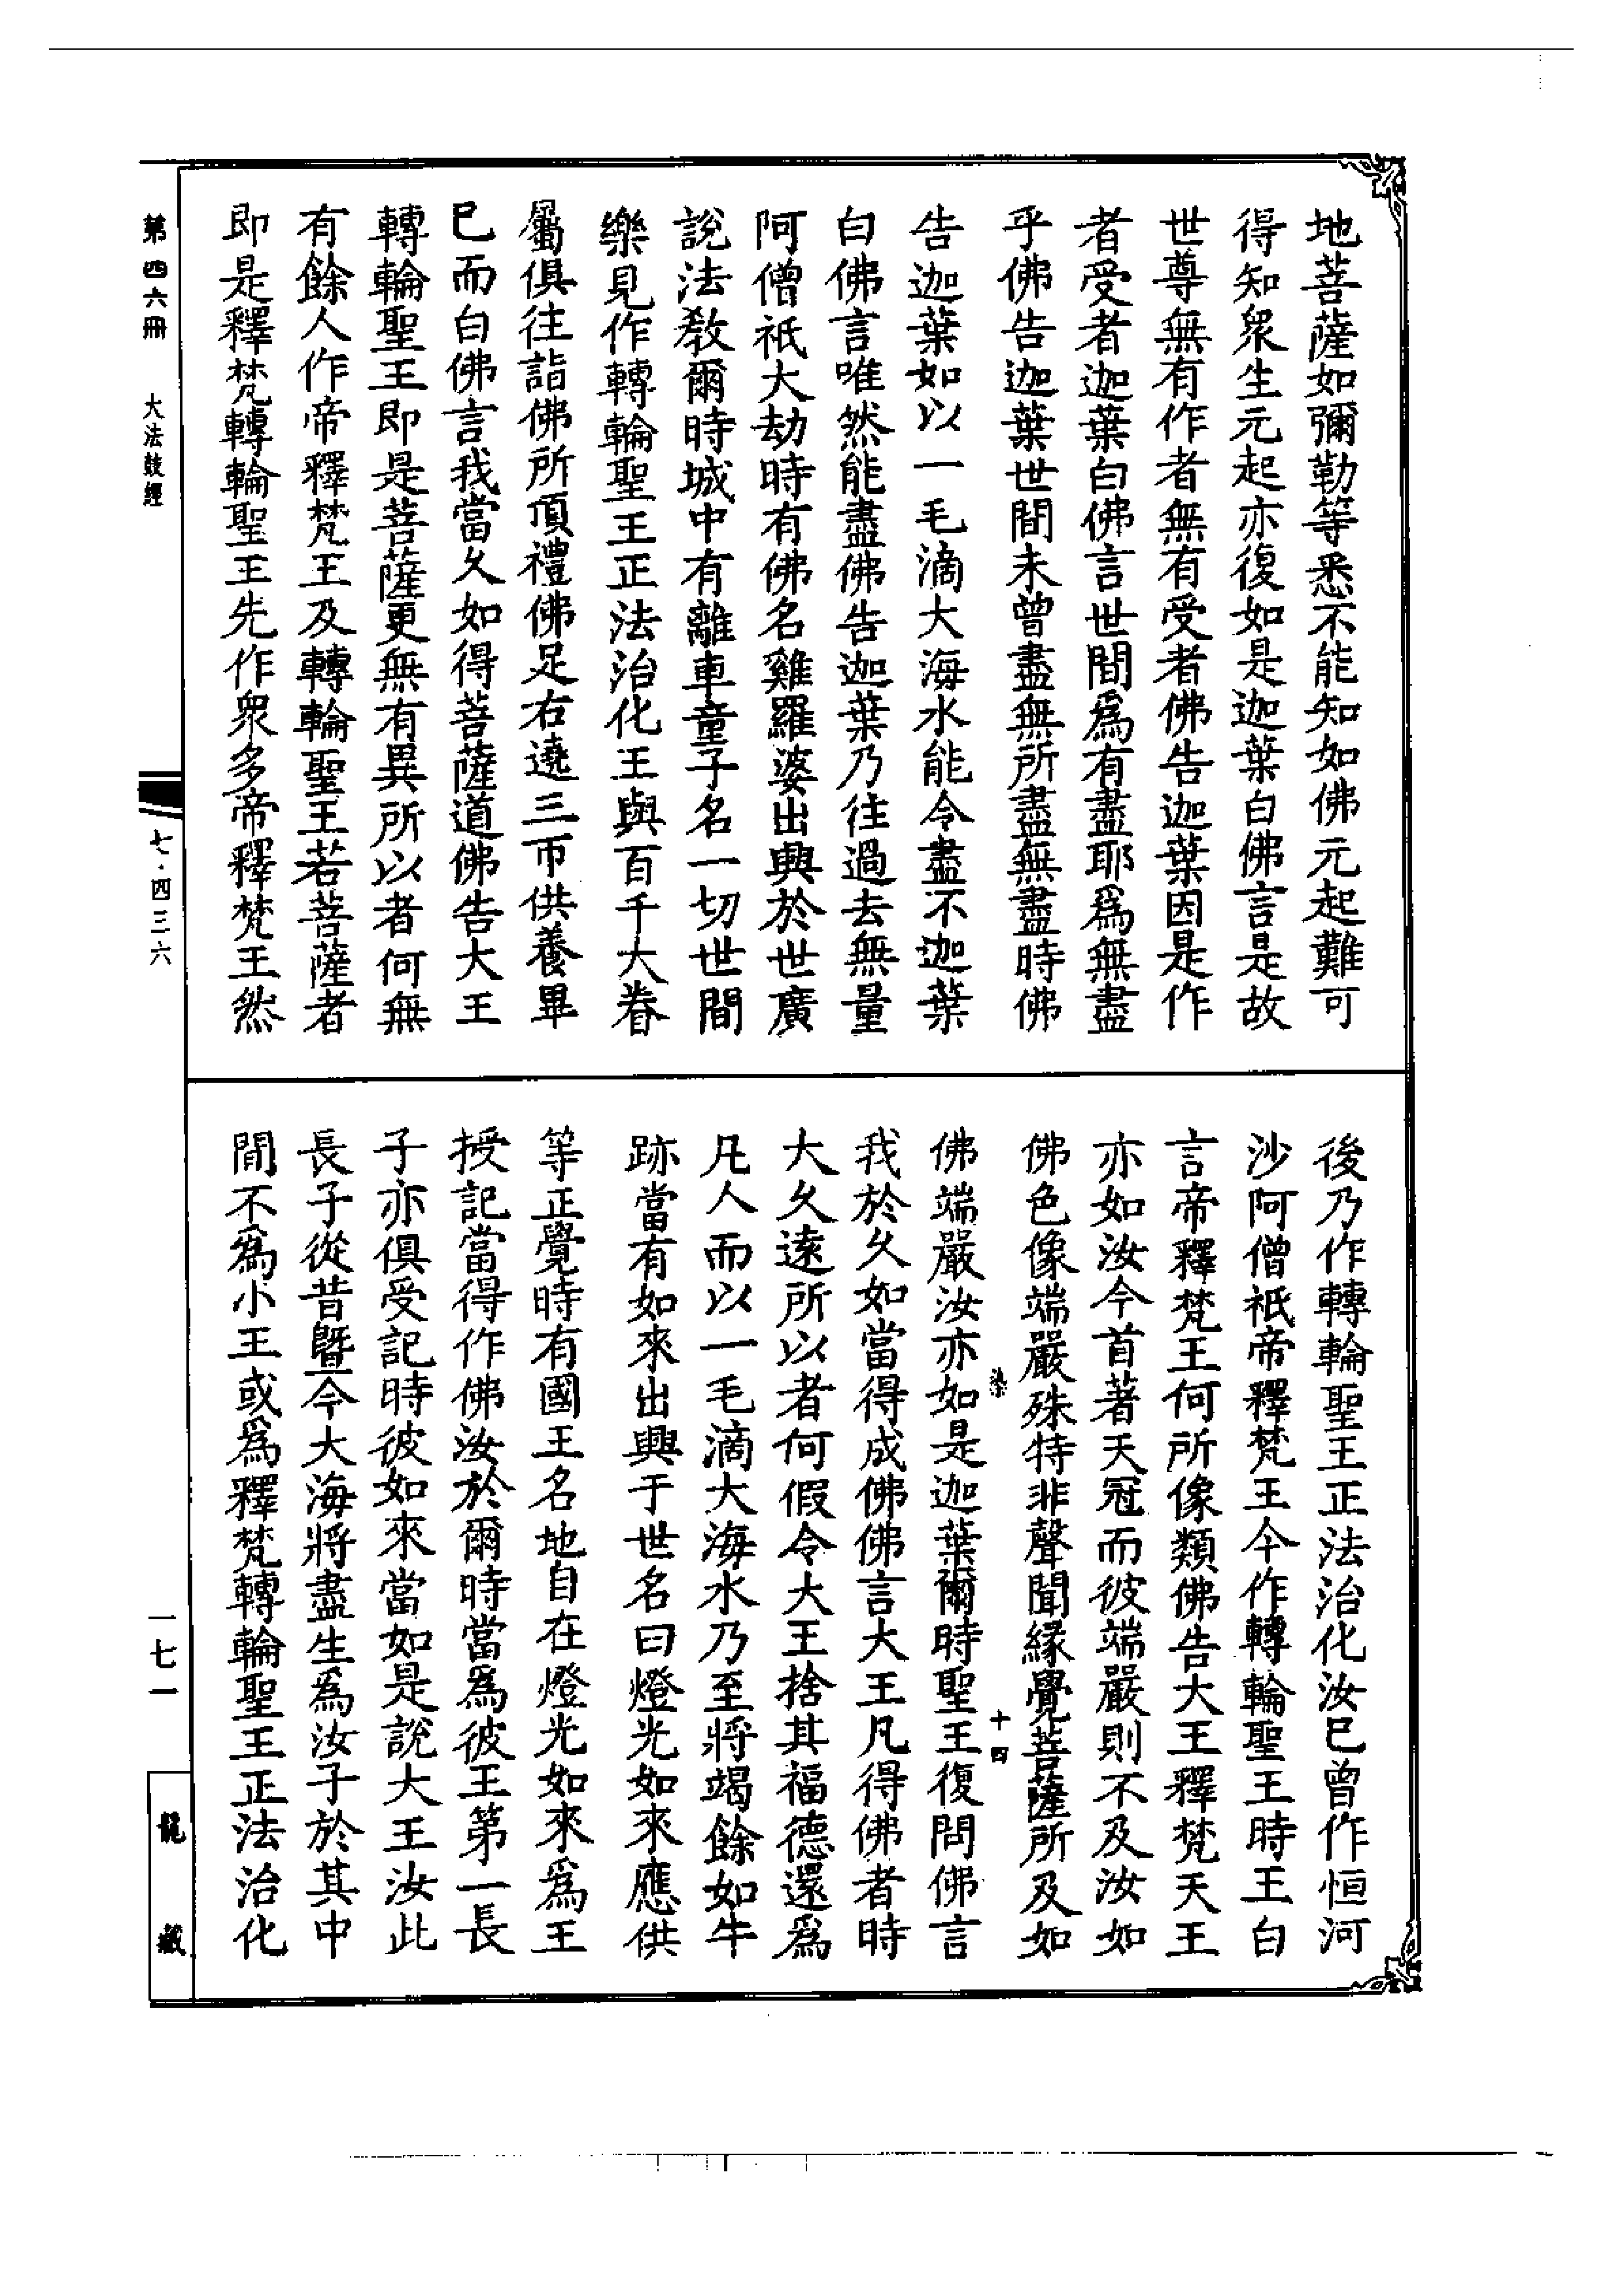 地菩薩如彌勒等悉不能知如佛元起難可
得知眾生元起亦復如是迦葉白佛言是故
世尊無有作者無有受者佛告迦葉因是作
者受者迦葉白佛言世間爲有盡耶爲無盡
乎佛告迦葉世間未曾盡無所盡無盡時佛
告迦葉如以一毛滴大海水能令盡不迦葉
白佛言唯然能盡佛告迦葉乃往過去無量
阿僧祇大劫時有佛名雞羅婆出興於世廣
說法教爾時城中有離車童子名一切世間
樂見作轉輪聖王正法治化王與百千大眷
屬俱往詣佛所頂禮佛足右遶三帀供養畢
已而白佛言我當久如得菩薩道佛告大王
轉輪聖王即是菩薩更無有異所以者何無
有餘人作帝釋梵王及轉輪聖王若菩薩者
即是釋梵轉輪聖王先作眾多帝釋梵王然
後乃作轉輪聖王正法治化汝已曾作恒河
沙阿僧祇帝釋梵王今作轉輪聖王時王白
言帝釋梵王何所像類佛告大王釋梵天王
亦如汝今首著天冠而彼端嚴則不及汝如
佛色像端嚴殊特非聲聞緣覺菩薩所及如
染 十四
佛端嚴汝亦如是迦葉爾時聖王復問佛言
我於久如當得成佛佛言大王凡得佛者時
大久遠所以者何假令大王捨其福德還爲
凡人而以一毛滴大海水乃至將竭餘如牛
跡當有如來出興于世名曰燈光如來應供
等正覺時有國王名地自在燈光如來爲王
授記當得作佛汝於爾時當爲彼王第一長
子亦俱受記時彼如來當如是說大王汝此
長子從昔暨今大海將盡生爲汝子於其中
間不爲小王或爲釋梵轉輪聖王正法治化
第四六冊 大法鼓經
七·四三六
一七一
龍藏